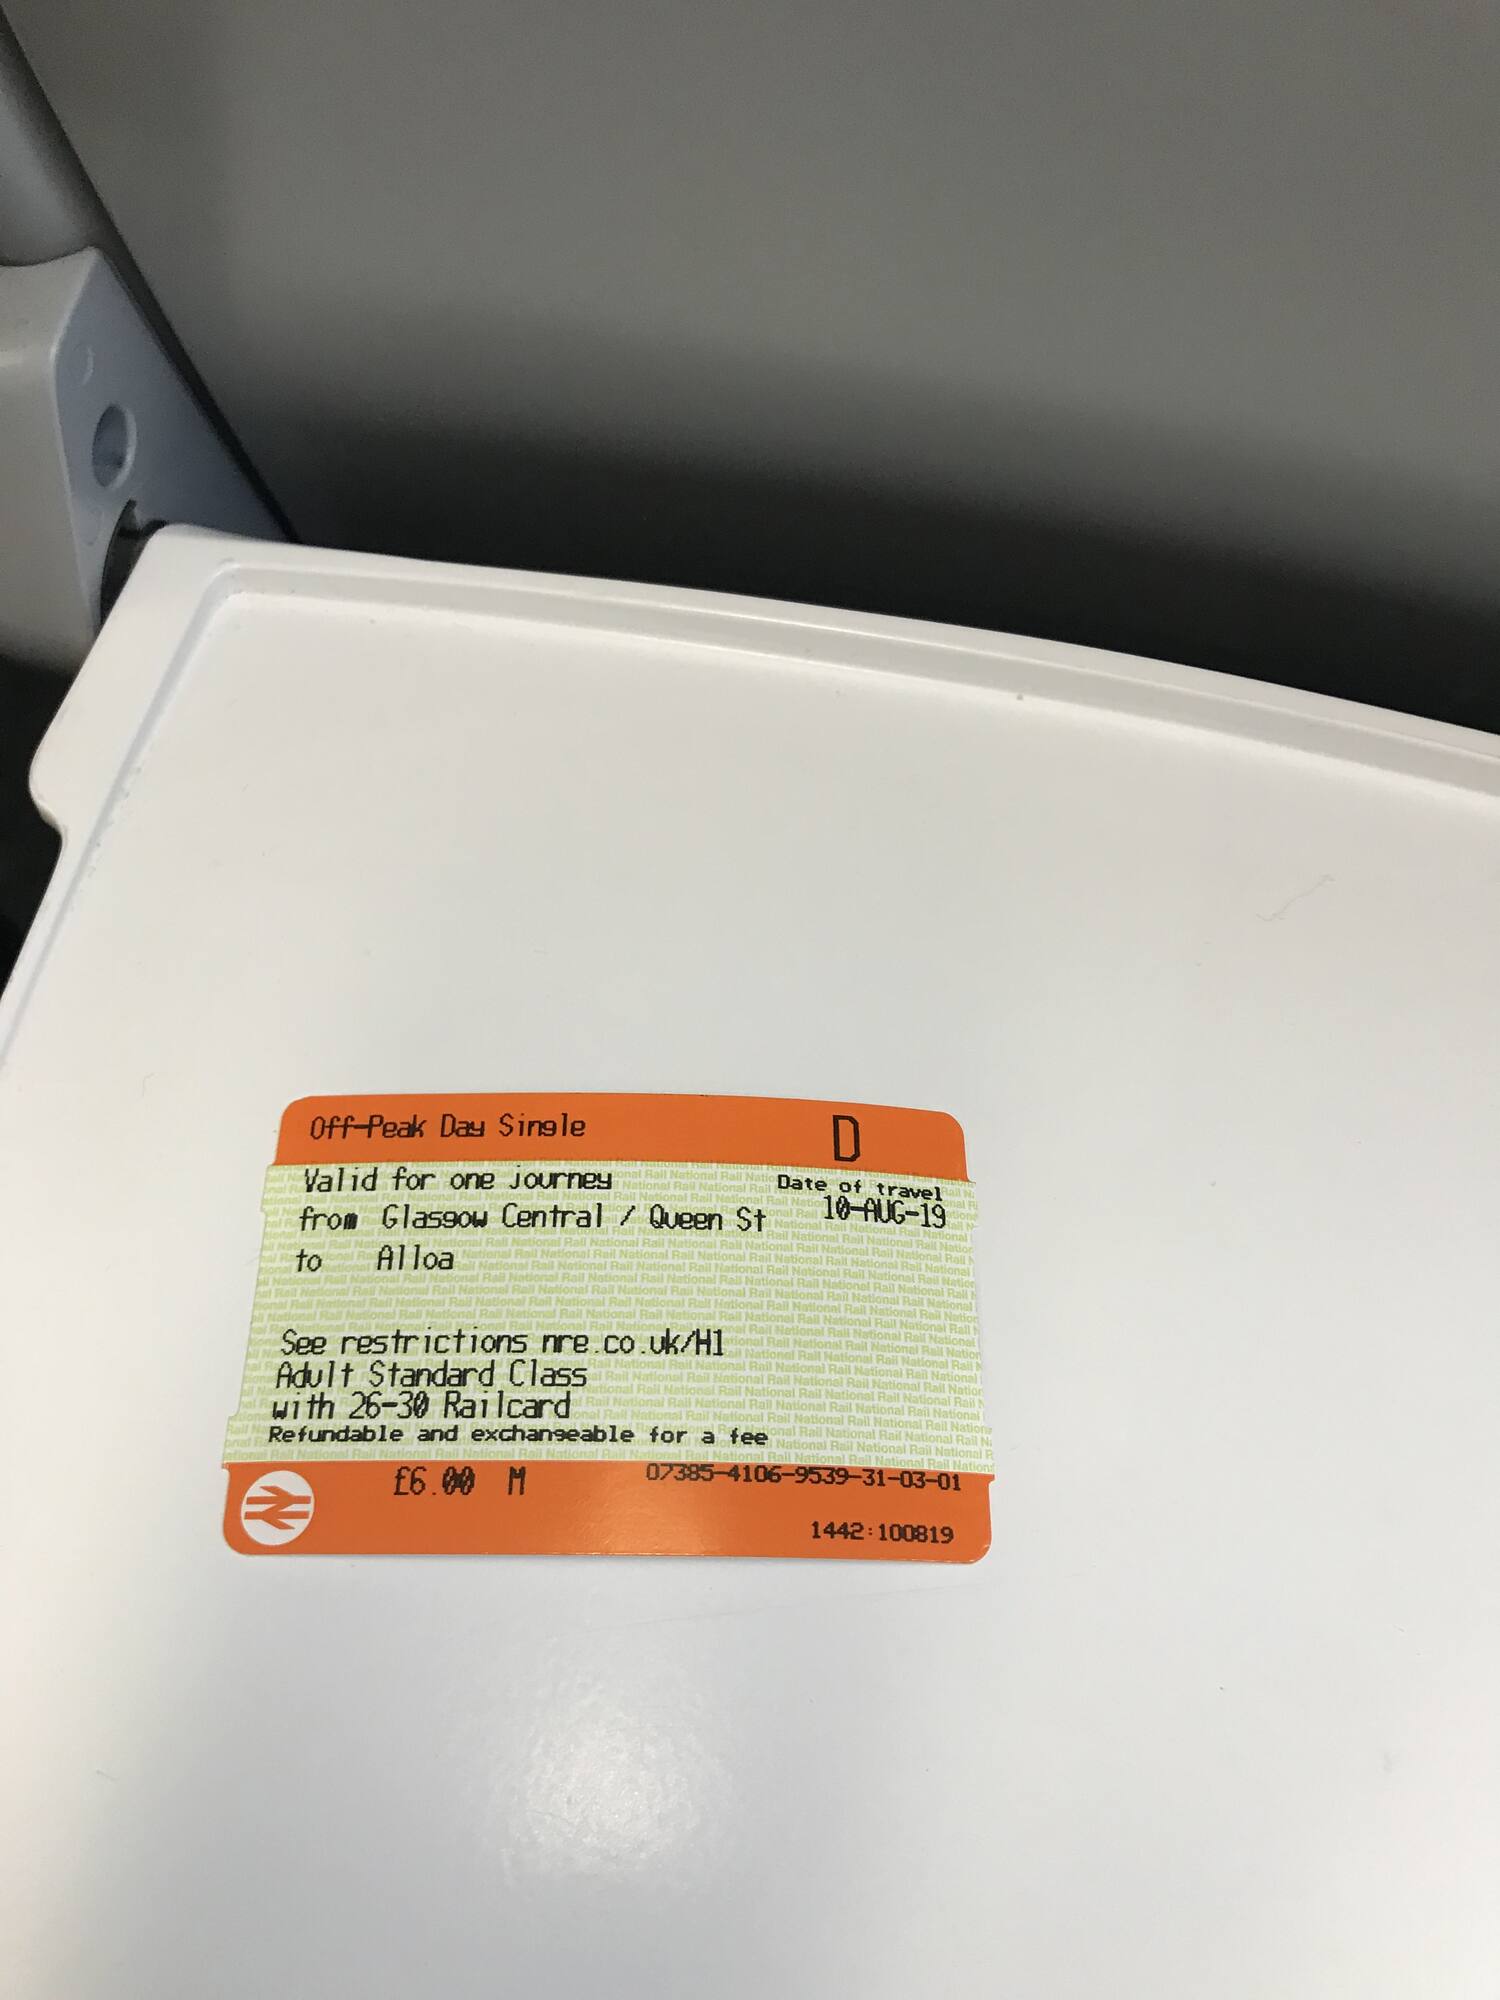 Off-Peak Day Single D
Valid for one journey Date of travel
from Glasgow Central / Queen St 10-AUG-19
to Alloa
See restrictions nre.co.uk/H1
Adult Standard Class
with 26-30 Railcard
Refundable and exchangeable for a fee
£6.00 M 07385-4106-9539-31-03-01
1442:100819